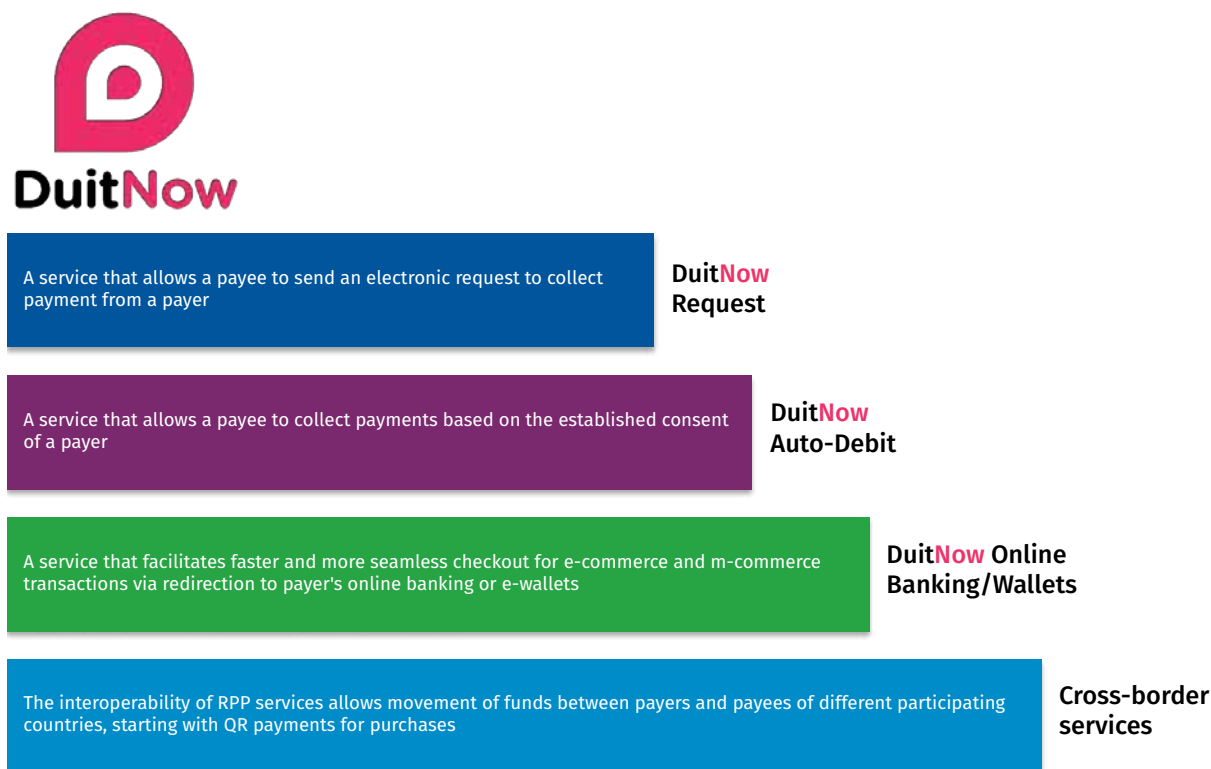 DuitNow
A service that allows a payee to send an electronic request to collect
payment from a payer
DuitNow
Request
A service that allows a payee to collect payments based on the established consent
of a payer
DuitNow
Auto-Debit
A service that facilitates faster and more seamless checkout for e-commerce and m-commerce
transactions via redirection to payer's online banking or e-wallets
DuitNow Online
Banking/Wallets
The interoperability of RPP services allows movement of funds between payers and payees of different participating
countries, starting with QR payments for purchases
Cross-border
services